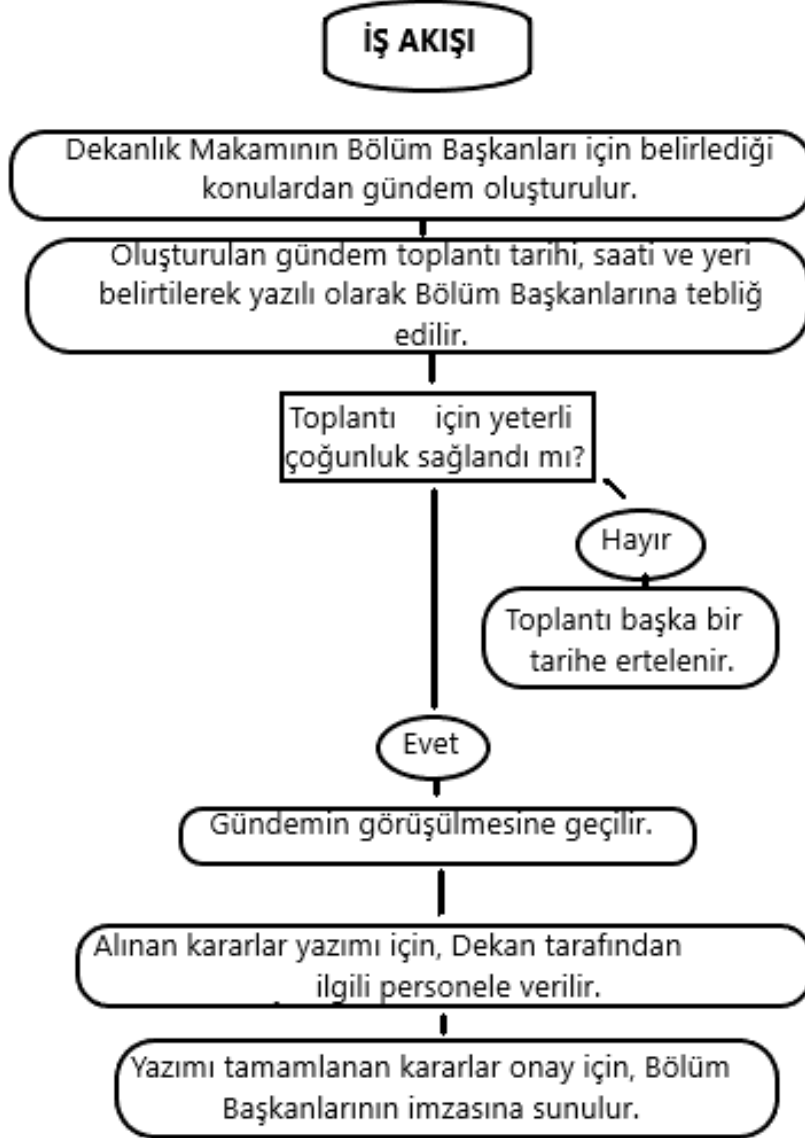 İŞ AKIŞI
Dekanlık Makamının Bölüm Başkanları için belirlediği
konulardan gündem oluşturulur.
Oluşturulan gündem toplantı tarihi, saati ve yeri
belirtilerek yazılı olarak Bölüm Başkanlarına tebliğ
edilir.
Toplantı için yeterli
çoğunluk sağlandı mı?
Hayır
Toplantı başka bir
tarihe ertelenir.
Evet
Gündemin görüşülmesine geçilir.
Alınan kararlar yazımı için, Dekan tarafından
ilgili personele verilir.
Yazımı tamamlanan kararlar onay için, Bölüm
Başkanlarının imzasına sunulur.